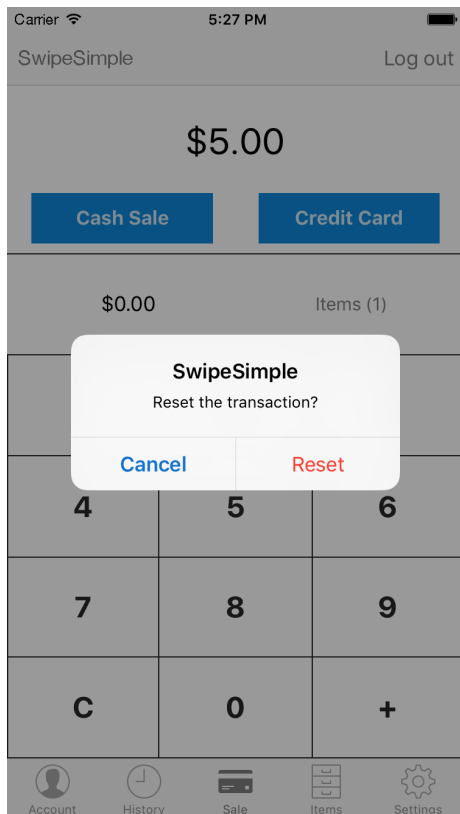 Carrier 5:27 PM
SwipeSimple Log out
$5.00
Cash Sale Credit Card
$0.00 Items (1)
SwipeSimple
Reset the transaction?
Cancel Reset
4 5 6
7 8 9
C 0 +
Account History Sale Items Settings